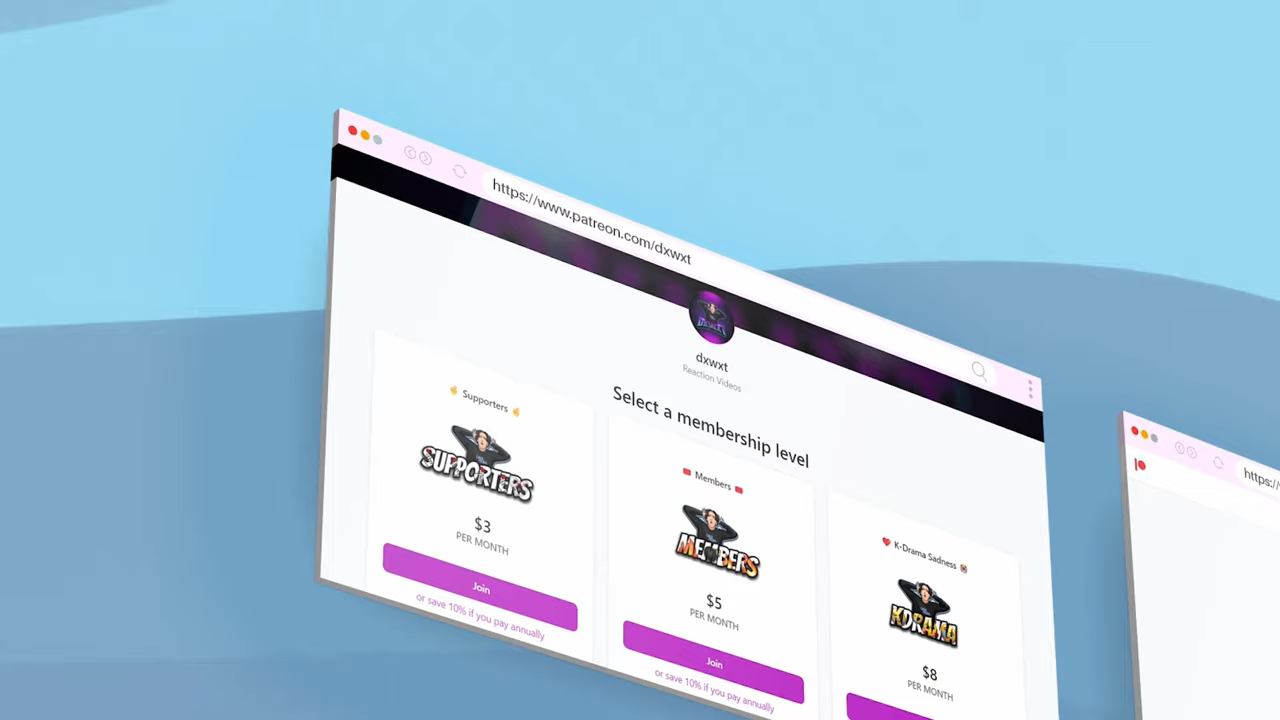 https://www.patreon.com/dxwxt
dxwxt
Reaction Videos
Select a membership level
Supporters
SUPPORTERS
$3
PER MONTH
Join
or save 10% if you pay annually
Members
MEMBERS
$5
PER MONTH
Join
or save 10% if you pay annually
K-Drama Sadness
KDRAMA
$8
PER MONTH
https://